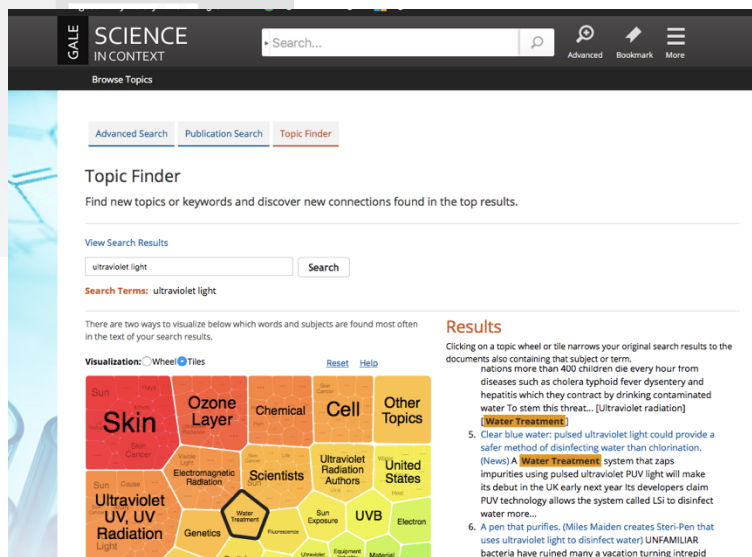 GALE
SCIENCE
IN CONTEXT
Search...
Advanced
Bookmark
More
Browse Topics
Advanced Search
Publication Search
Topic Finder
Topic Finder
Find new topics or keywords and discover new connections found in the top results.
View Search Results
ultraviolet light
Search
Search Terms: ultraviolet light
There are two ways to visualize below which words and subjects are found most often
in the text of your search results.
Visualization: Wheel Tiles
Reset Help
Sun
Skin
Skin
Cancer
Ozone
Layer
Chemical
Skin
Cancer
Cell
Other
Topics
Visible
Light
Electromagnetic
Radiation
Scientists
Sun
Ultraviolet
Radiation
Authors
United
States
Sun Cause
Ultraviolet
UV, UV
Radiation
Light
Genetics
Water
Treatment
Fluorescence
Sun
Exposure
UVB
Electron
Ultraviolet
Equipment
Material
Results
Clicking on a topic wheel or tile narrows your original search results to the
documents also containing that subject or term.
nations more than 400 children die every hour from
diseases such as cholera typhoid fever dysentery and
hepatitis which they contract by drinking contaminated
water To stem this threat... [Ultraviolet radiation]
[Water Treatment]
5. Clear blue water: pulsed ultraviolet light could provide a
safer method of disinfecting water than chlorination.
(News) A Water Treatment system that zaps
impurities using pulsed ultraviolet PUV light will make
its debut in the UK early next year Its developers claim
PUV technology allows the system called LSi to disinfect
water more...
6. A pen that purifies. (Miles Maiden creates Steri-Pen that
uses ultraviolet light to disinfect water) UNFAMILIAR
bacteria have ruined many a vacation turning intrepid